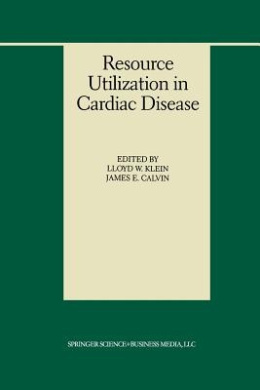 Resource
Utilization in
Cardiac Disease
EDITED BY
LLOYD W. KLEIN
JAMES E. CALVIN
SPRINGER SCIENCE+BUSINESS MEDIA, LLC